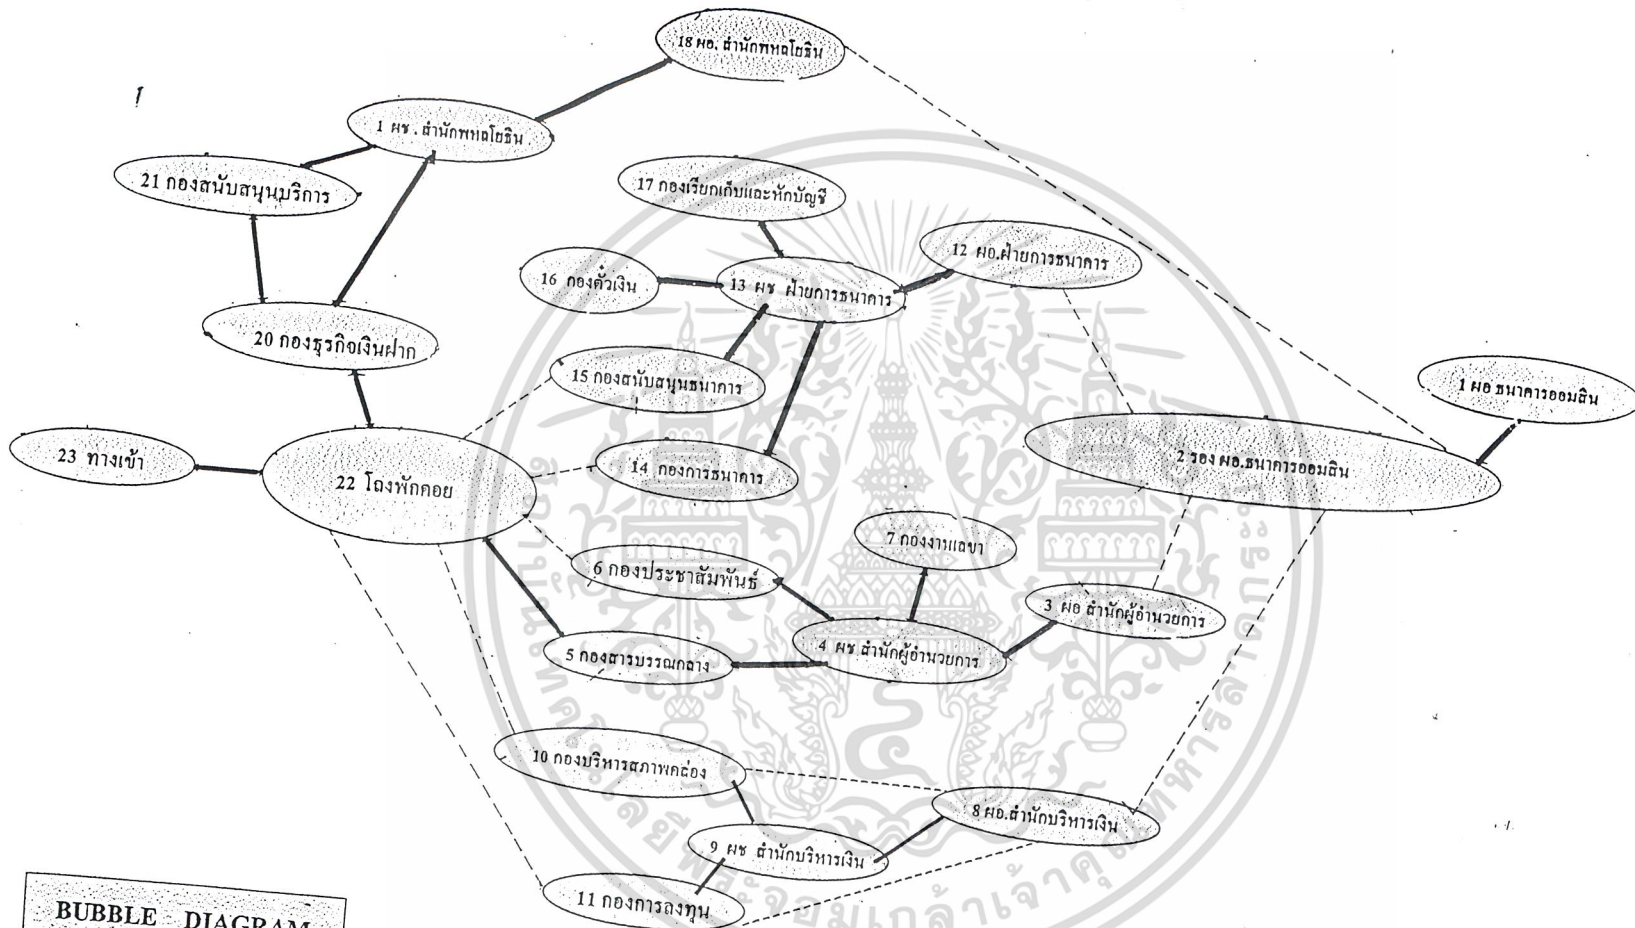 18 ผอ. สำนักพหลโยธิน
1 ผช . สำนักพหลโยธิน
21 กองสนับสนุนบริการ
17 กองเรียกเก็บและหักบัญชี
12 ผอ.ฝ่ายการธนาคาร
16 กองตั๋วเงิน
13 ผช ฝ่ายการธนาคาร
20 กองธุรกิจเงินฝาก
15 กองสนับสนุนธนาคาร
1 ผอ ธนาคารออมสิน
23 ทางเข้า
22 โถงพักคอย
14 กองการธนาคาร
2 รอง ผอ.ธนาคารออมสิน
7 กองงานเลขา
6 กองประชาสัมพันธ์
3 ผอ สำนักผู้อำนวยการ
5 กองสารบรรณกลาง
4 ผช สำนักผู้อำนวยการ
10 กองบริหารสภาพคล่อง
8 ผอ.สำนักบริหารเงิน
9 ผช สำนักบริหารเงิน
11 กองการลงทุน
BUBBLE DIAGRAM